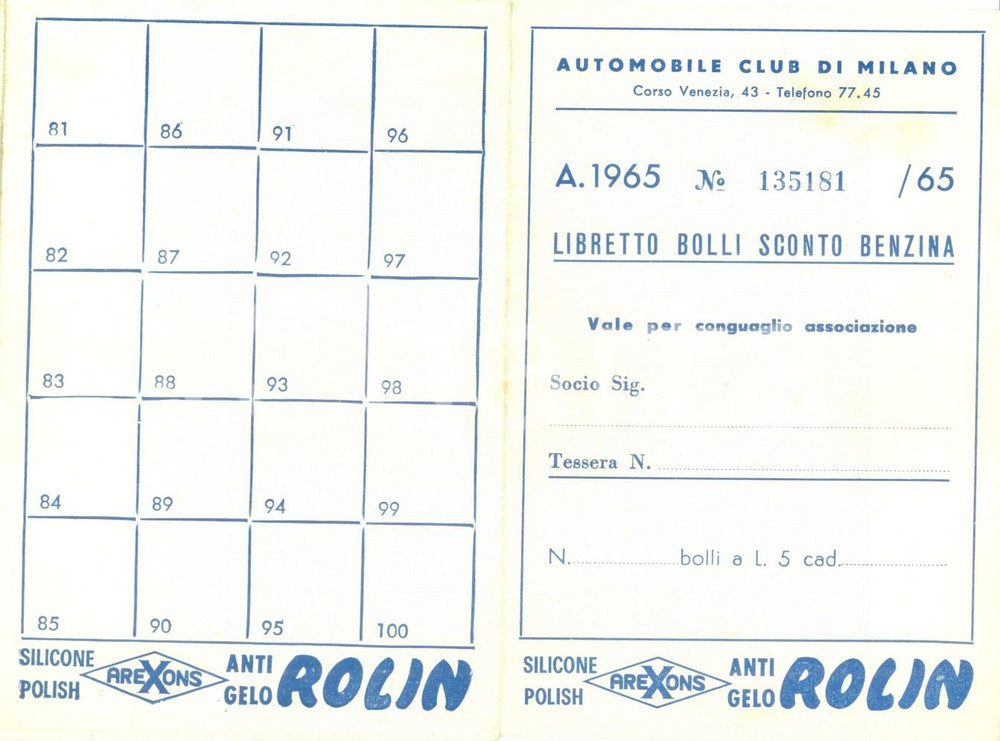 81 86 91 96
82 87 92 97
83 88 93 98
84 89 94 99
85 90 95 100
SILICONE POLISH AREXONS ANTI GELO ROLIN
AUTOMOBILE CLUB DI MILANO
Corso Venezia, 43 - Telefono 77.45
A. 1965 № 135181 /65
LIBRETTO BOLLI SCONTO BENZINA
Vale per conguaglio associazione
Socio Sig.
Tessera N.
N. bolli a L. 5 cad.
SILICONE POLISH AREXONS ANTI GELO ROLIN